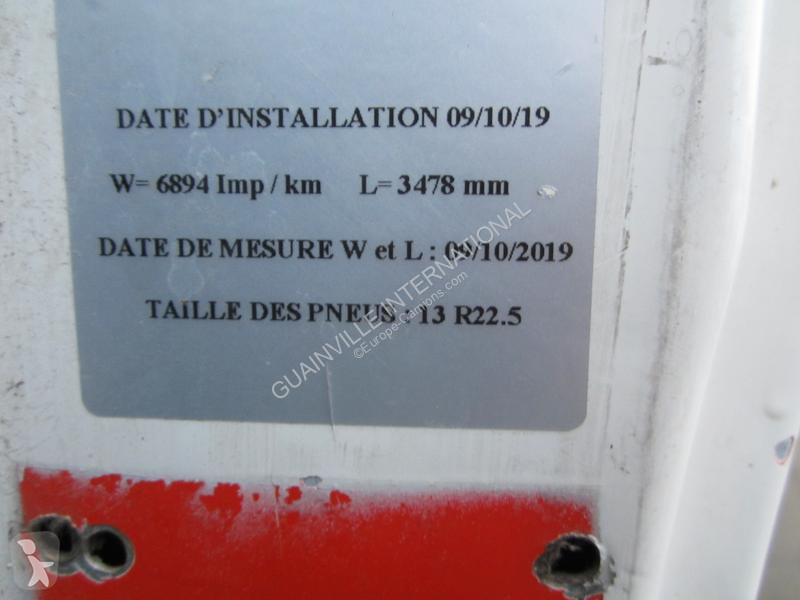 DATE D'INSTALLATION 09/10/19
W= 6894 Imp / km L= 3478 mm
DATE DE MESURE W et L : 09/10/2019
TAILLE DES PNEUS : 13 R22.5
GUAINVILLE INTERNATIONAL
©Europe-Camions.com